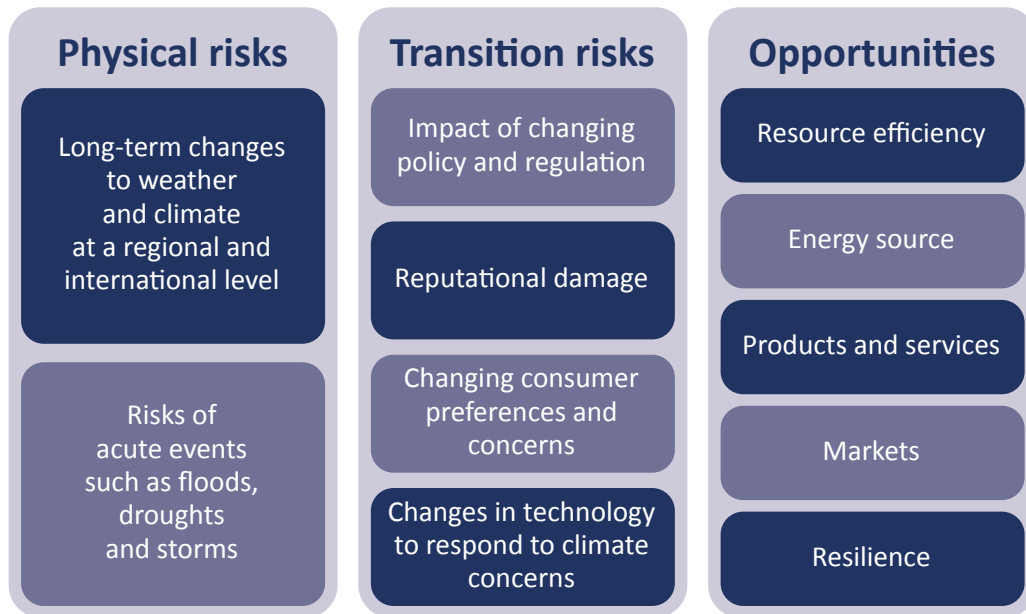 Physical risks
Long-term changes
to weather
and climate
at a regional and
international level
Risks of
acute events
such as floods,
droughts
and storms
Transition risks
Impact of changing
policy and regulation
Reputational damage
Changing consumer
preferences and
concerns
Changes in technology
to respond to climate
concerns
Opportunities
Resource efficiency
Energy source
Products and services
Markets
Resilience